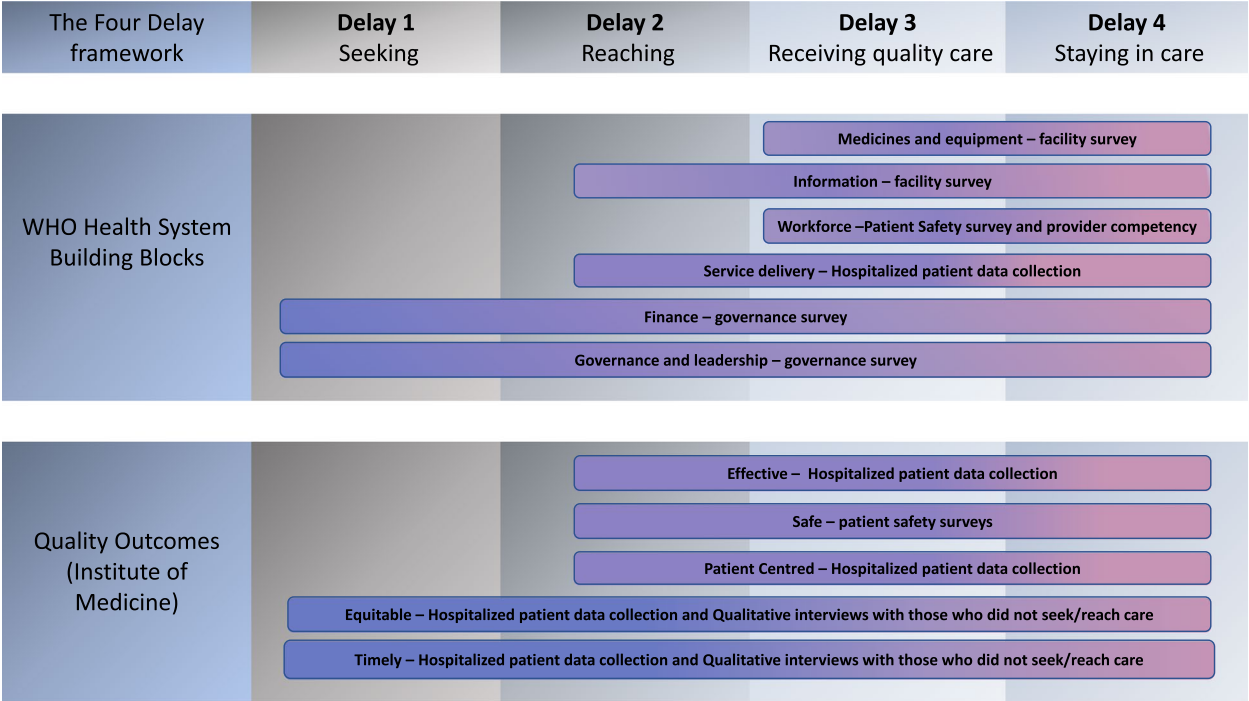 The Four Delay
framework
Delay 1
Seeking
Delay 2
Reaching
Delay 3
Receiving quality care
Delay 4
Staying in care
WHO Health System
Building Blocks
Medicines and equipment – facility survey
Information – facility survey
Workforce –Patient Safety survey and provider competency
Service delivery – Hospitalized patient data collection
Finance – governance survey
Governance and leadership – governance survey
Quality Outcomes
(Institute of
Medicine)
Effective –  Hospitalized patient data collection
Safe – patient safety surveys
Patient Centred – Hospitalized patient data collection
Equitable – Hospitalized patient data collection and Qualitative interviews with those who did not seek/reach care
Timely – Hospitalized patient data collection and Qualitative interviews with those who did not seek/reach care